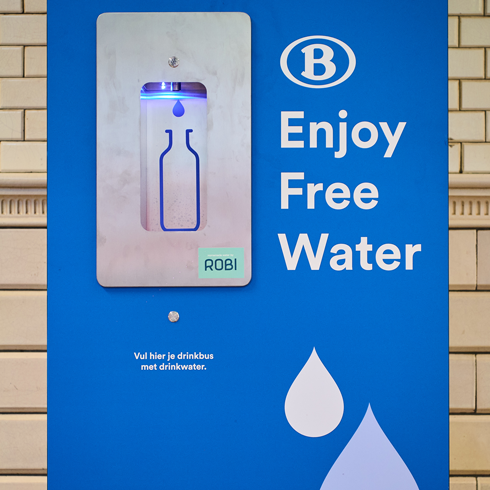 B
Enjoy
Free
Water
ROBI
Vul hier je drinkbus
met drinkwater.